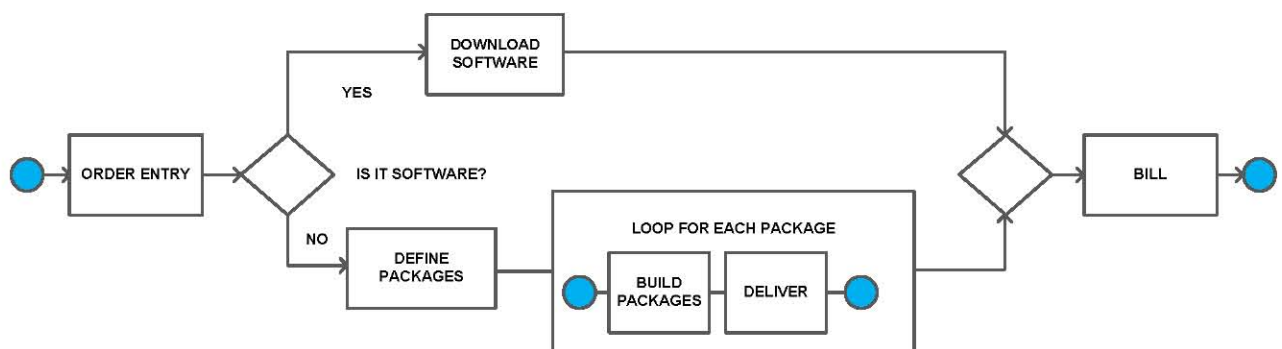 DOWNLOAD
SOFTWARE
YES
ORDER ENTRY
IS IT SOFTWARE?
BILL
NO
DEFINE
PACKAGES
LOOP FOR EACH PACKAGE
BUILD
PACKAGES
DELIVER